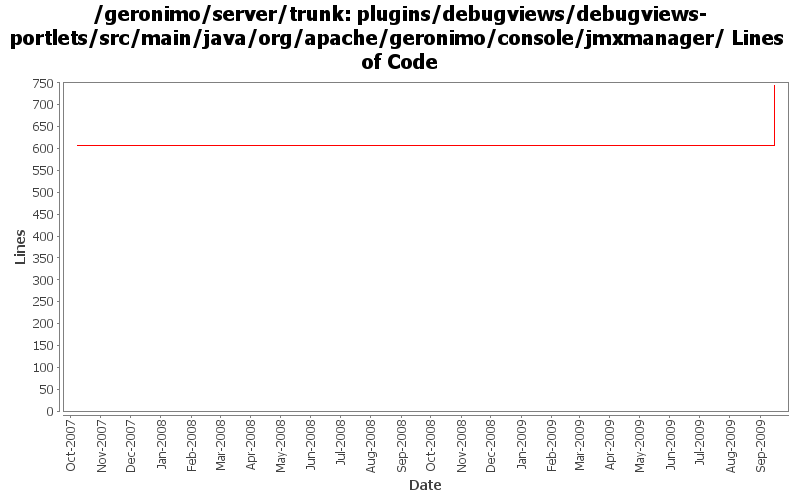 /geronimo/server/trunk: plugins/debugviews/debugviews-
portlets/src/main/java/org/apache/geronimo/console/jmxmanager/ Lines
of Code
750
700
650
600
550
500
450
400
350
300
250
200
150
100
50
0
Lines
Oct-2007
Nov-2007
Dec-2007
Jan-2008
Feb-2008
Mar-2008
Apr-2008
May-2008
Jun-2008
Jul-2008
Aug-2008
Sep-2008
Oct-2008
Nov-2008
Dec-2008
Jan-2009
Feb-2009
Mar-2009
Apr-2009
May-2009
Jun-2009
Jul-2009
Aug-2009
Sep-2009
Date